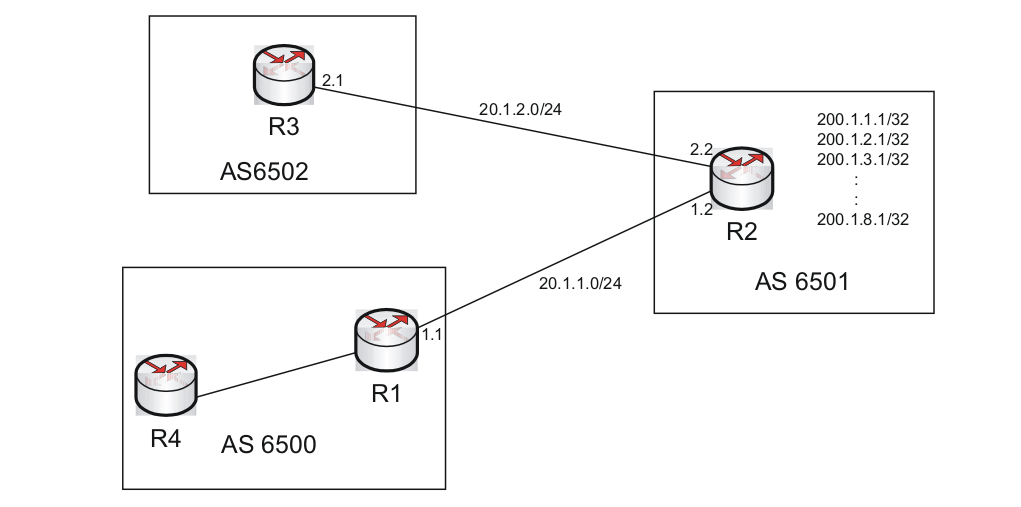 2.1
R3
AS6502
20.1.2.0/24
200.1.1.1/32
200.1.2.1/32
200.1.3.1/32
:
:
200.1.8.1/32
2.2
1.2
R2
AS 6501
20.1.1.0/24
1.1
R1
R4
AS 6500